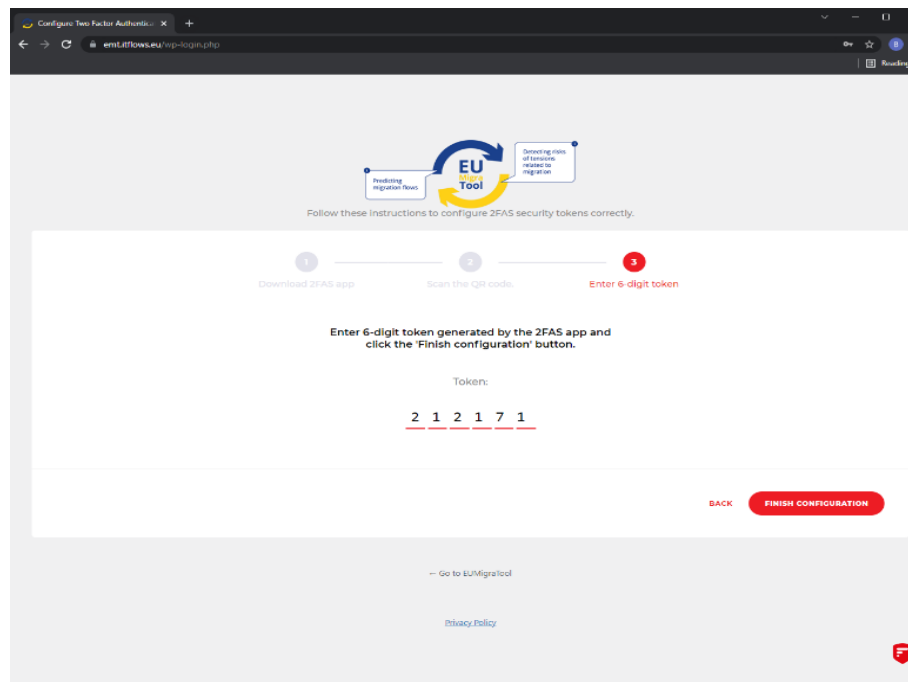 Configure Two Factor Authentic
emt.itflows.eu/wp-login.php
B
Reading
Predicting
migration flows.
EU
Migra
Tool
Detecting risks
of tensions
related to
migration
Follow these instructions to configure 2FAS security tokens correctly.
1
2
3
Download 2FAS app
Scan the QR code.
Enter 6-digit token
Enter 6-digit token generated by the 2FAS app and
click the 'Finish configuration' button.
Token:
2 1 2 1 7 1
BACK
FINISH CONFIGURATION
← Go to EUMigraTool
Privacy Policy